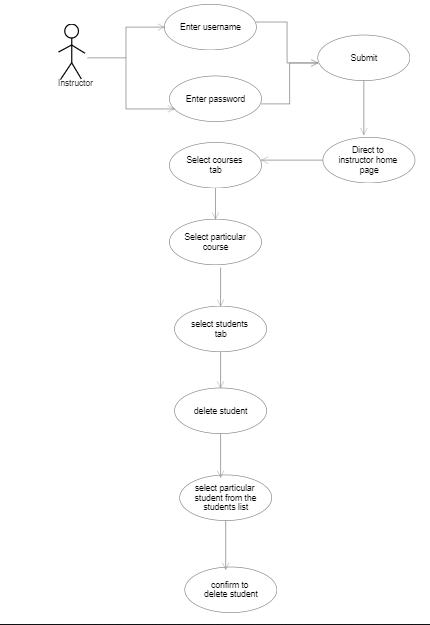 Enter username
Submit
Instructor
Enter password
Direct to
instructor home
page
Select courses
tab
Select particular
course
select students
tab
delete student
select particular
student from the
students list
confirm to
delete student